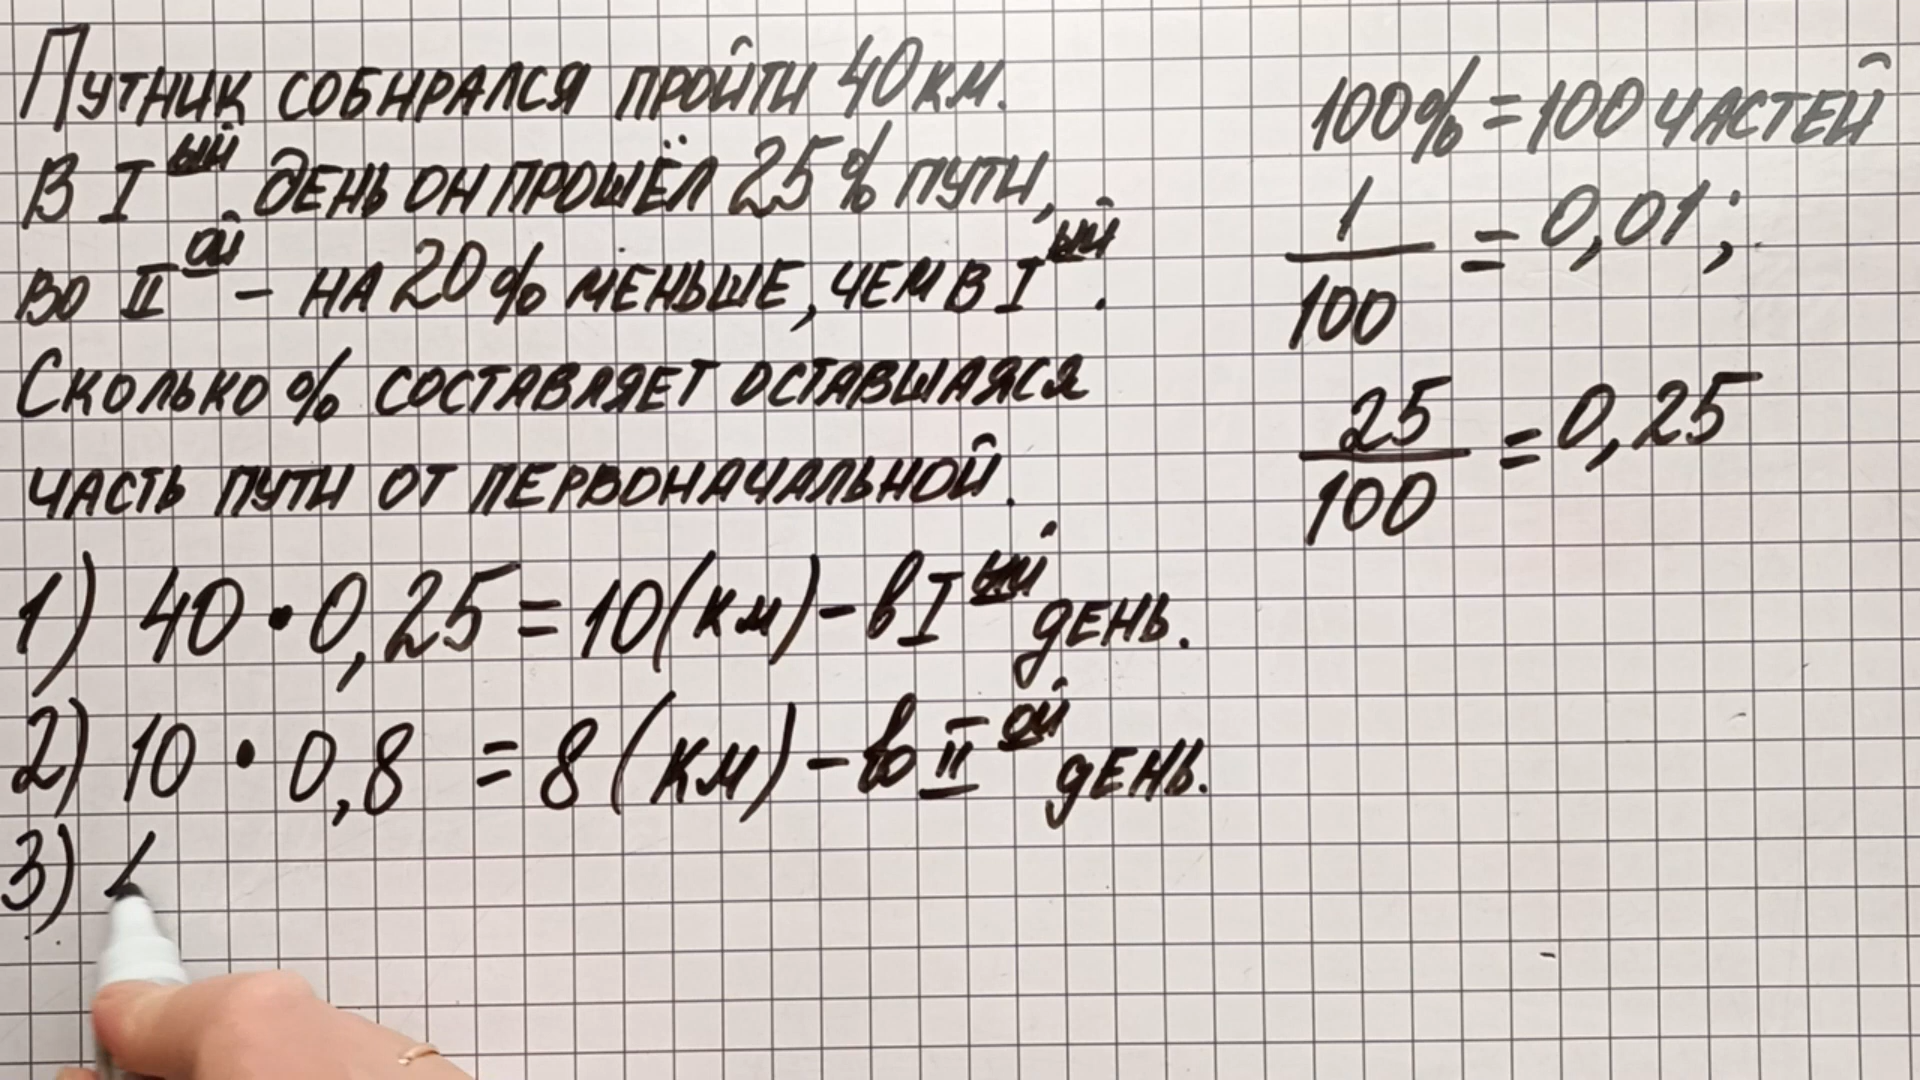 Путник собирался пройти 40 км.
В I ый день он прошёл 25% пути,
во II ой – на 20% меньше, чем в I ый.
Сколько % составляет оставшаяся
часть пути от первоначальной.
1) 40 • 0,25 = 10 (км) – в I ый день.
2) 10 • 0,8 = 8 (км) – во II ой день.
3)
100% = 100 частей
1/100 = 0,01;
25/100 = 0,25